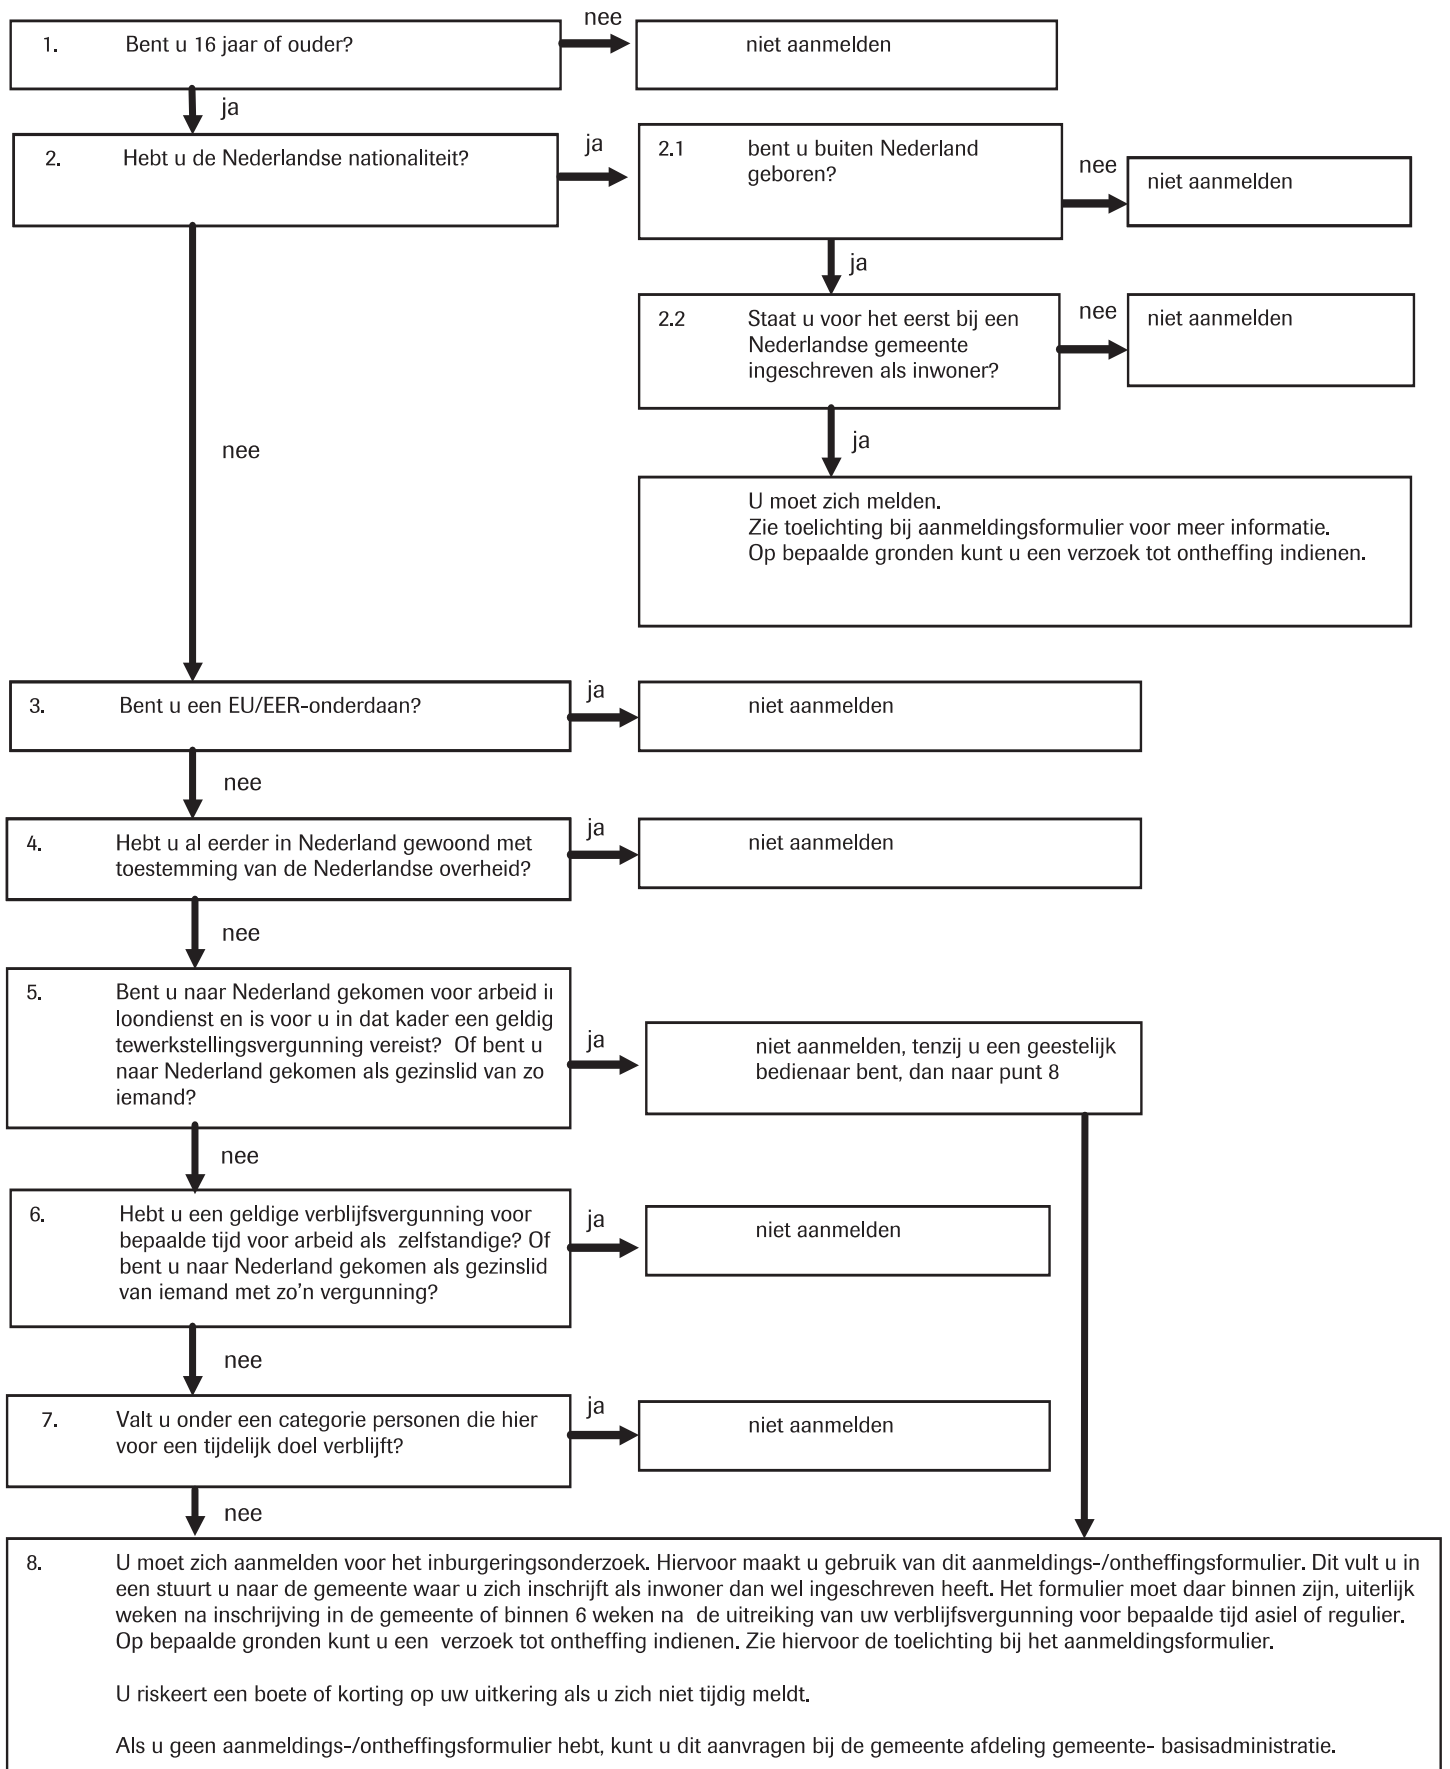 1. Bent u 16 jaar of ouder?
nee
niet aanmelden
ja
2. Hebt u de Nederlandse nationaliteit?
ja
2.1 bent u buiten Nederland
geboren?
nee
niet aanmelden
ja
2.2 Staat u voor het eerst bij een
Nederlandse gemeente
ingeschreven als inwoner?
nee
niet aanmelden
ja
U moet zich melden.
Zie toelichting bij aanmeldingsformulier voor meer informatie.
Op bepaalde gronden kunt u een verzoek tot ontheffing indienen.
nee
3. Bent u een EU/EER-onderdaan?
ja
niet aanmelden
nee
4. Hebt u al eerder in Nederland gewoond met
toestemming van de Nederlandse overheid?
ja
niet aanmelden
nee
5. Bent u naar Nederland gekomen voor arbeid
loondienst en is voor u in dat kader een geldig
tewerkstellingsvergunning vereist? Of bent u
naar Nederland gekomen als gezinslid van zo
iemand?
ja
niet aanmelden, tenzij u een geestelijk
bedienaar bent, dan naar punt 8
nee
6. Hebt u een geldige verblijfsvergunning voor
bepaalde tijd voor arbeid als zelfstandige? Of
bent u naar Nederland gekomen als gezinslid
van iemand met zo'n vergunning?
ja
niet aanmelden
nee
7. Valt u onder een categorie personen die hier
voor een tijdelijk doel verblijft?
ja
niet aanmelden
nee
8. U moet zich aanmelden voor het inburgeringsonderzoek. Hiervoor maakt u gebruik van dit aanmeldings-/ontheffingsformulier. Dit vult u in
een stuurt u naar de gemeente waar u zich inschrijft als inwoner dan wel ingeschreven heeft. Het formulier moet daar binnen zijn, uiterlijk
weken na inschrijving in de gemeente of binnen 6 weken na de uitreiking van uw verblijfsvergunning voor bepaalde tijd asiel of regulier.
Op bepaalde gronden kunt u een verzoek tot ontheffing indienen. Zie hiervoor de toelichting bij het aanmeldingsformulier.
U riskeert een boete of korting op uw uitkering als u zich niet tijdig meldt.
Als u geen aanmeldings-/ontheffingsformulier hebt, kunt u dit aanvragen bij de gemeente afdeling gemeente- basisadministratie.